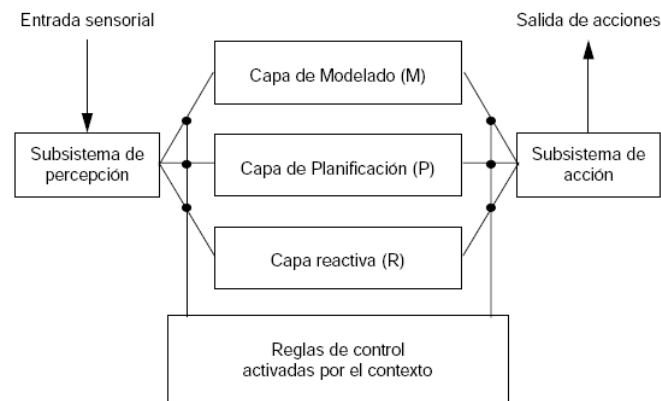 Entrada sensorial
Salida de acciones
Capa de Modelado (M)
Subsistema de
percepción
Capa de Planificación (P)
Subsistema de
acción
Capa reactiva (R)
Reglas de control
activadas por el contexto